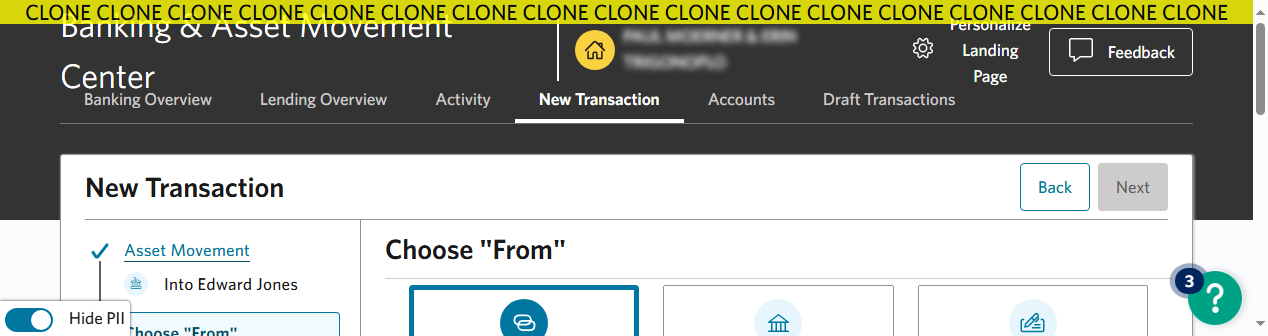 CLONE CLONE CLONE CLONE CLONE CLONE CLONE CLONE CLONE CLONE CLONE CLONE CLONE CLONE CLONE CLONE CLONE
Banking & Asset Movement
Center
Personalize
Landing
Page
Feedback
Banking Overview
Lending Overview
Activity
New Transaction
Accounts
Draft Transactions
New Transaction
Back
Next
Asset Movement
Into Edward Jones
Choose "From"
Choose "From"
3
?
Hide PII